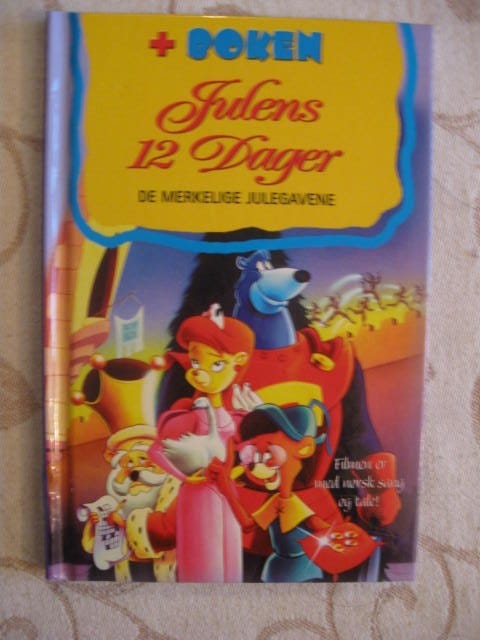 + BOKEN
Julens
12 Dager
DE MERKELIGE JULEGAVENE
Filmen er
med norsk sang
og tale!